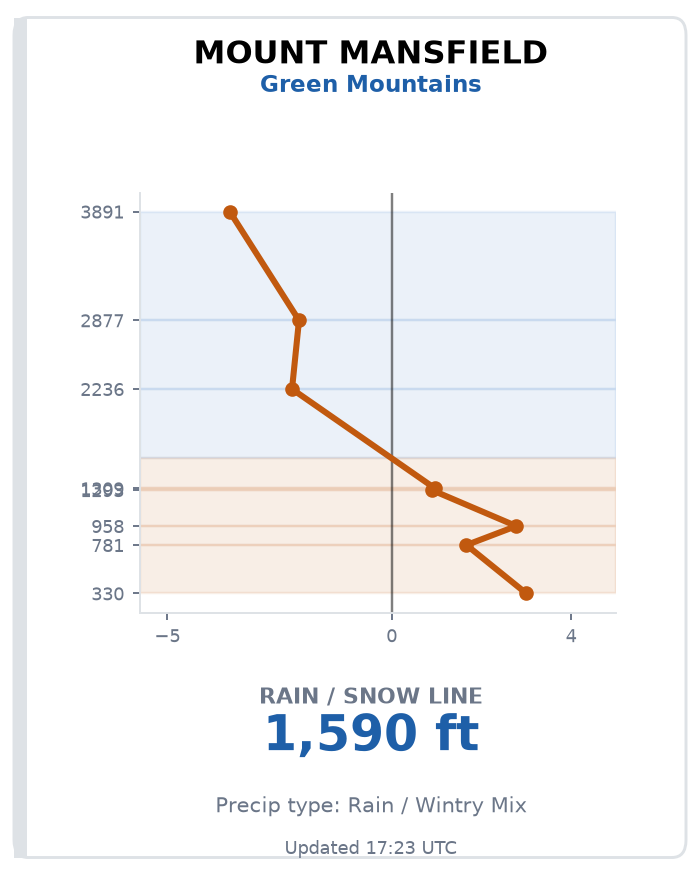 MOUNT MANSFIELD
Green Mountains
3891
2877
2236
958
781
330
−5 0 4
RAIN / SNOW LINE
1,590 ft
Precip type: Rain / Wintry Mix
Updated 17:23 UTC